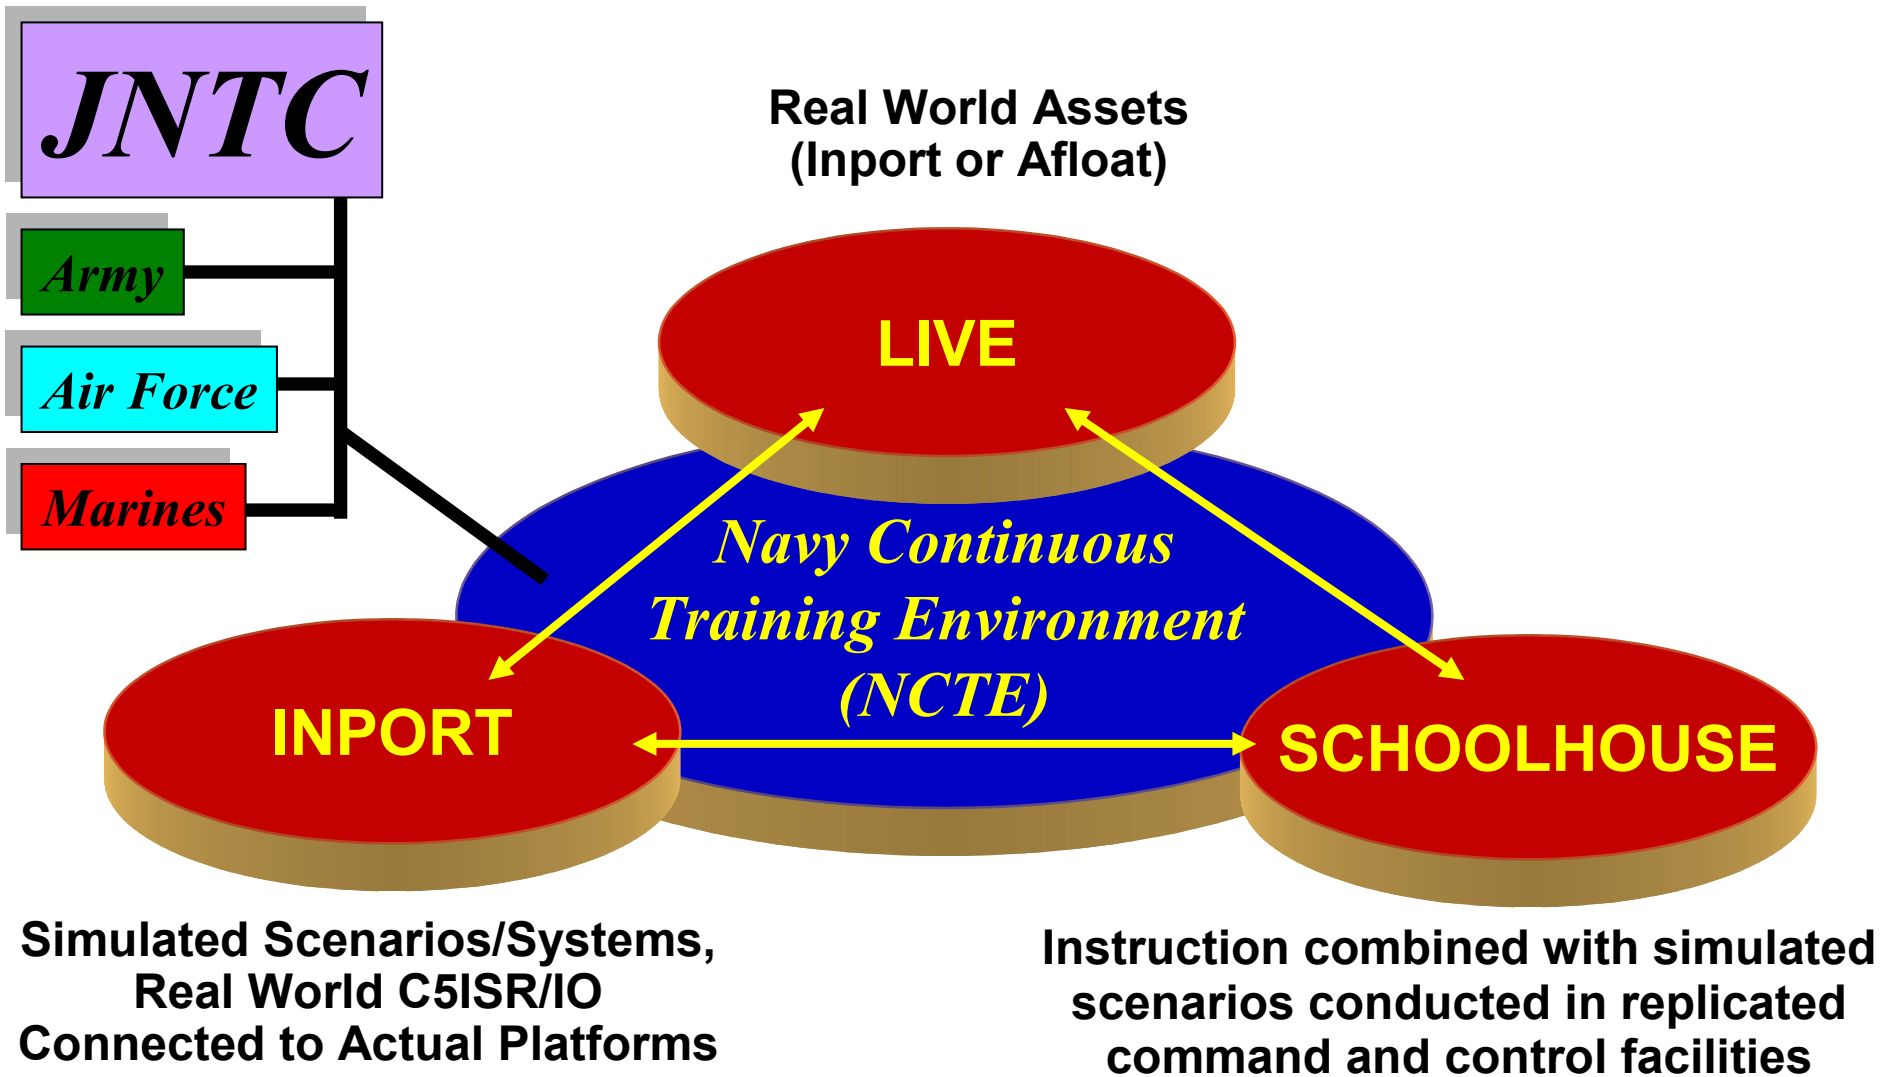 JNTC
Army
Air Force
Marines
Real World Assets
(Inport or Afloat)
LIVE
Navy Continuous
Training Environment
(NCTE)
INPORT
SCHOOLHOUSE
Simulated Scenarios/Systems,
Real World C5ISR/IO
Connected to Actual Platforms
Instruction combined with simulated
scenarios conducted in replicated
command and control facilities